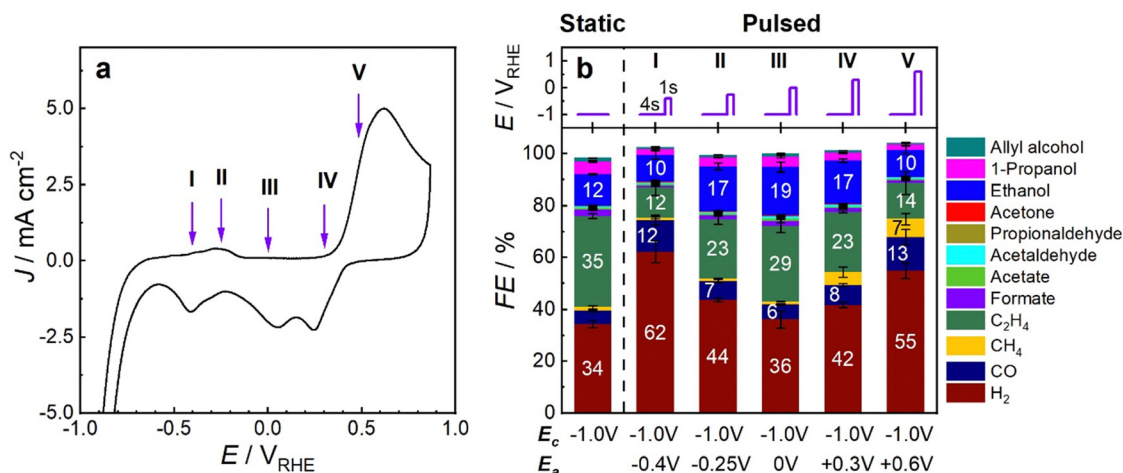 a
J / mA cm⁻²
5.0
2.5
0.0
-2.5
-5.0
I
II
III
IV
V
-1.0
-0.5
0.0
0.5
1.0
E / V_RHE
Static
Pulsed
b
I
II
III
IV
V
E / V_RHE
1
0
-1
4s
1s
FE / %
100
80
60
40
20
0
12
35
34
10
12
12
62
17
23
7
44
19
29
6
36
17
23
8
42
10
14
7
13
55
E_c
-1.0V
-1.0V
-1.0V
-1.0V
-1.0V
-1.0V
E_a
-0.4V
-0.25V
0V
+0.3V
+0.6V
Allyl alcohol
1-Propanol
Ethanol
Acetone
Propionaldehyde
Acetaldehyde
Acetate
Formate
C₂H₄
CH₄
CO
H₂